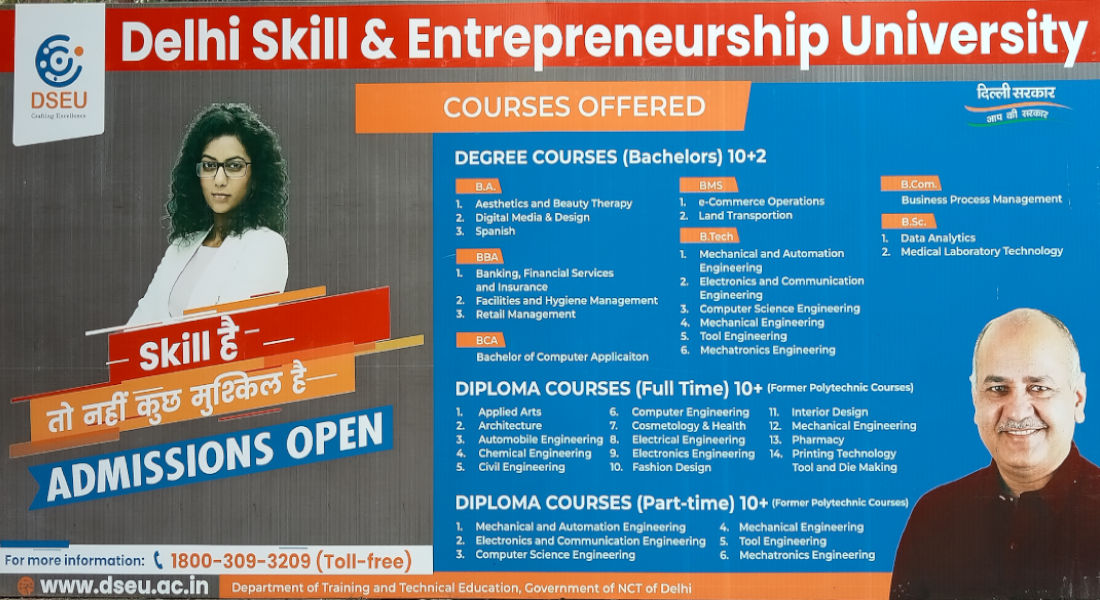 Delhi Skill & Entrepreneurship University
DSEU
Crafting Excellence
COURSES OFFERED
दिल्ली सरकार
आप की सरकार
DEGREE COURSES (Bachelors) 10+2
B.A.
1. Aesthetics and Beauty Therapy
2. Digital Media & Design
3. Spanish
BBA
1. Banking, Financial Services
and Insurance
2. Facilities and Hygiene Management
3. Retail Management
BCA
Bachelor of Computer Applicaiton
BMS
1. e-Commerce Operations
2. Land Transportion
B.Tech
1. Mechanical and Automation
Engineering
2. Electronics and Communication
Engineering
3. Computer Science Engineering
4. Mechanical Engineering
5. Tool Engineering
6. Mechatronics Engineering
B.Com.
Business Process Management
B.Sc.
1. Data Analytics
2. Medical Laboratory Technology
DIPLOMA COURSES (Full Time) 10+ (Former Polytechnic Courses)
1. Applied Arts
2. Architecture
3. Automobile Engineering
4. Chemical Engineering
5. Civil Engineering
6. Computer Engineering
7. Cosmetology & Health
8. Electrical Engineering
9. Electronics Engineering
10. Fashion Design
11. Interior Design
12. Mechanical Engineering
13. Pharmacy
14. Printing Technology
Tool and Die Making
DIPLOMA COURSES (Part-time) 10+ (Former Polytechnic Courses)
1. Mechanical and Automation Engineering
2. Electronics and Communication Engineering
3. Computer Science Engineering
4. Mechanical Engineering
5. Tool Engineering
6. Mechatronics Engineering
Skill है
तो नहीं कुछ मुश्किल है
ADMISSIONS OPEN
For more information: 1800-309-3209 (Toll-free)
www.dseu.ac.in
Department of Training and Technical Education, Government of NCT of Delhi